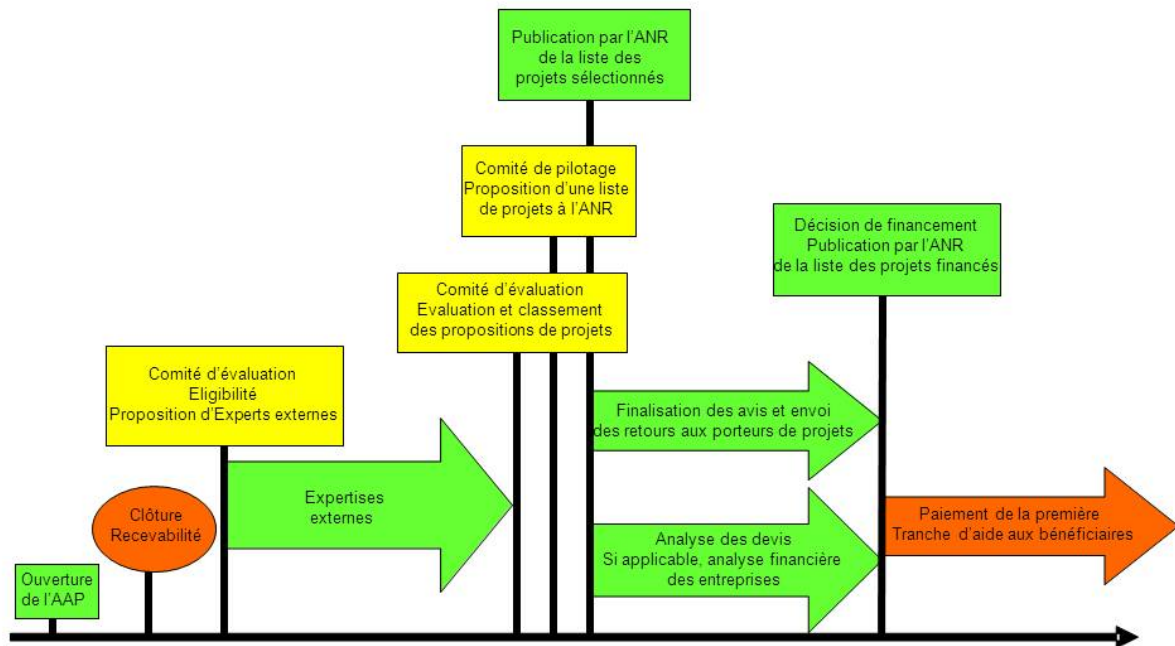 Publication par l'ANR
de la liste des
projets sélectionnés
Comité de pilotage
Proposition d'une liste
de projets à l'ANR
Décision de financement
Publication par l'ANR
de la liste des projets financés
Comité d'évaluation
Evaluation et classement
des propositions de projets
Comité d'évaluation
Eligibilité
Proposition d'Experts externes
Finalisation des avis et envoi
des retours aux porteurs de projets
Expertises
externes
Clôture
Recevabilité
Analyse des devis
Si applicable, analyse financière
des entreprises
Paiement de la première
Tranche d'aide aux bénéficiaires
Ouverture
de l'AAP